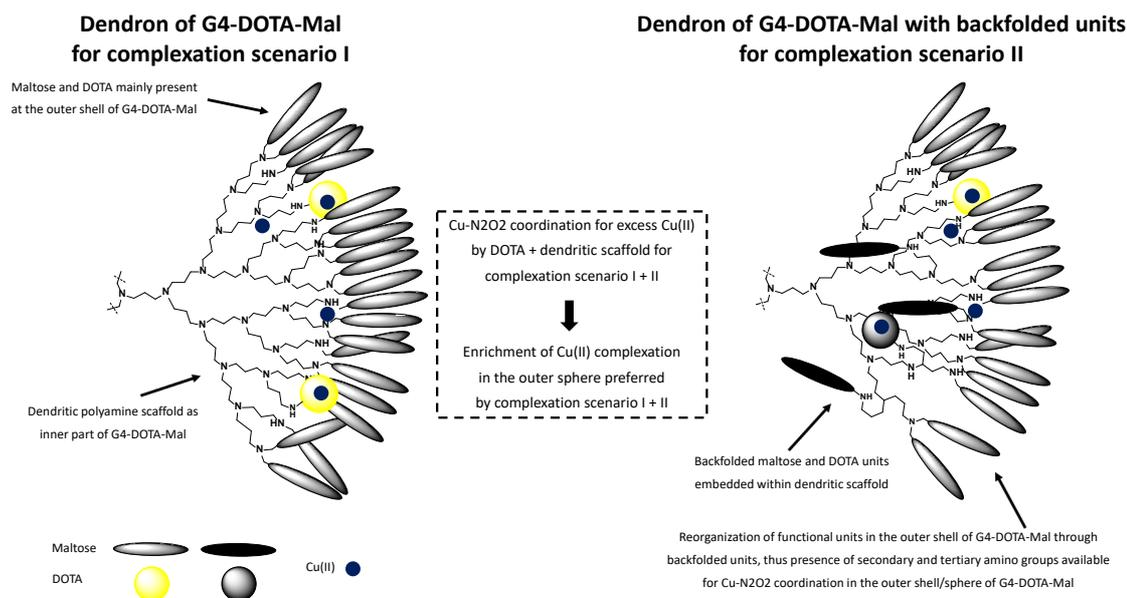 Dendron of G4-DOTA-Mal
for complexation scenario I
Dendron of G4-DOTA-Mal with backfolded units
for complexation scenario II
Maltose and DOTA mainly present
at the outer shell of G4-DOTA-Mal
Cu-N2O2 coordination for excess Cu(II)
by DOTA + dendritic scaffold for
complexation scenario I + II
Enrichment of Cu(II) complexation
in the outer sphere preferred
by complexation scenario I + II
Dendritic polyamine scaffold as
inner part of G4-DOTA-Mal
Backfolded maltose and DOTA units
embedded within dendritic scaffold
Reorganization of functional units in the outer shell of G4-DOTA-Mal through
backfolded units, thus presence of secondary and tertiary amino groups available
for Cu-N2O2 coordination in the outer shell/sphere of G4-DOTA-Mal
Maltose
DOTA
Cu(II)